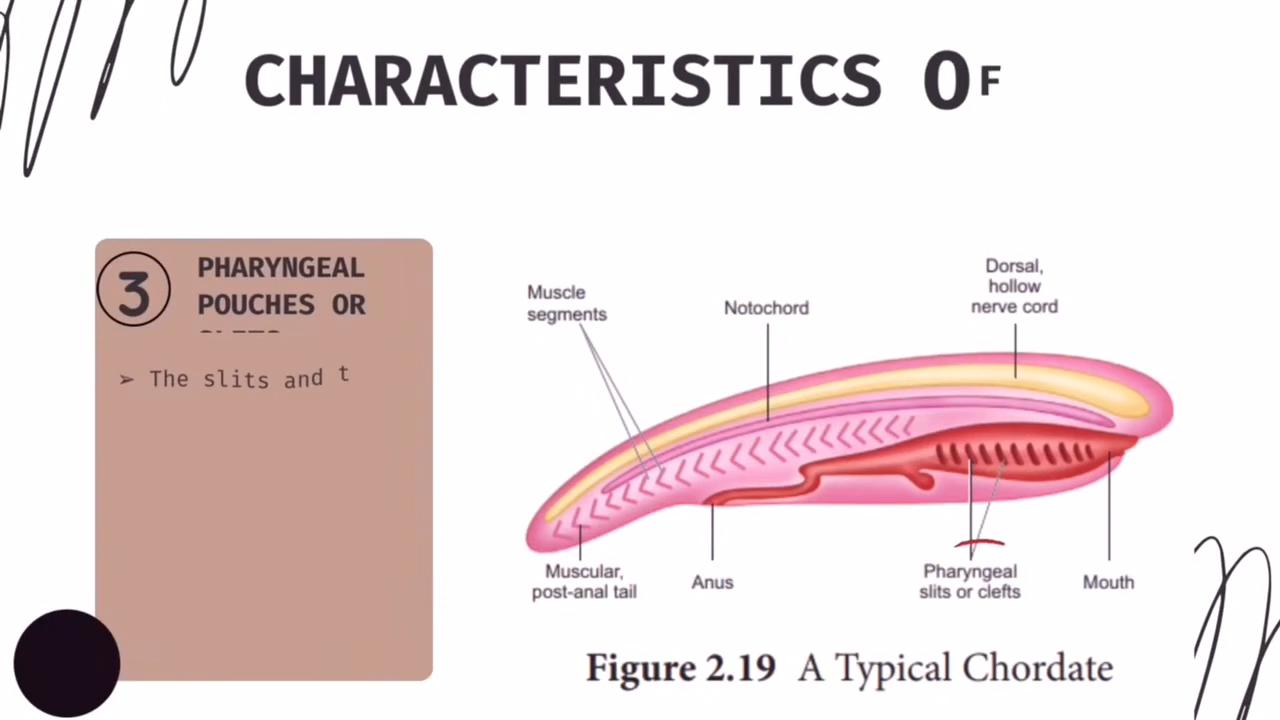 CHARACTERISTICS OF
3
PHARYNGEAL
POUCHES OR
➢ The slits and t
Muscle
segments
Notochord
Dorsal,
hollow
nerve cord
Muscular,
post-anal tail
Anus
Pharyngeal
slits or clefts
Mouth
Figure 2.19 A Typical Chordate